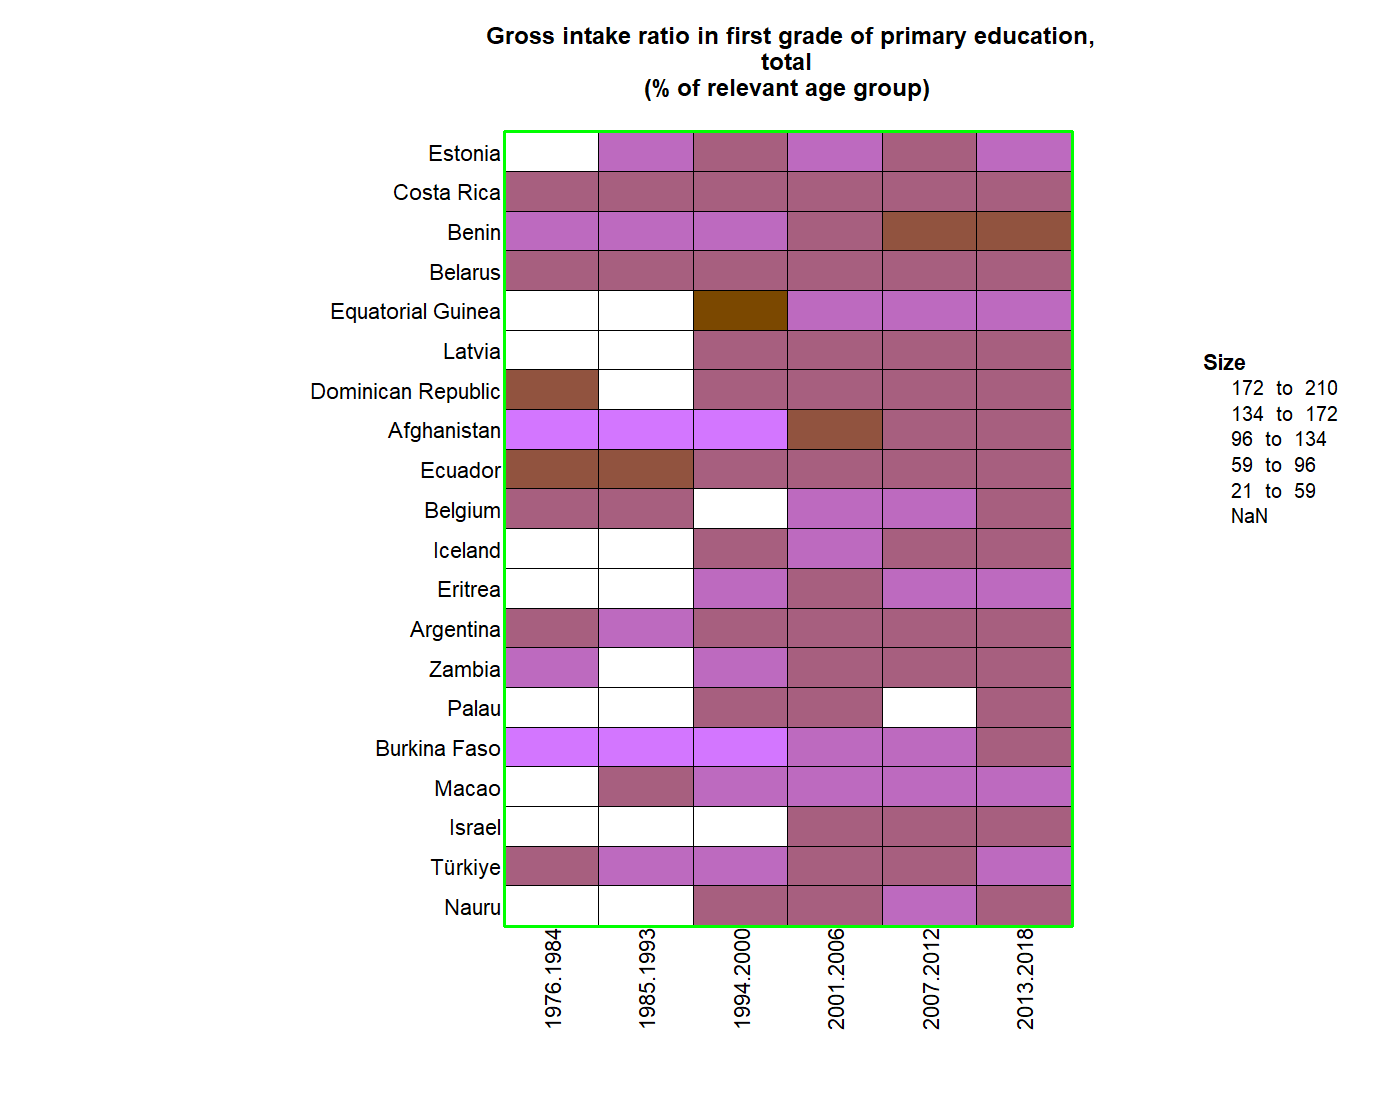 Gross intake ratio in first grade of primary education,
total
(% of relevant age group)
Estonia
Costa Rica
Benin
Belarus
Equatorial Guinea
Latvia
Dominican Republic
Afghanistan
Ecuador
Belgium
Iceland
Eritrea
Argentina
Zambia
Palau
Burkina Faso
Macao
Israel
Türkiye
Nauru
1976.1984
1985.1993
1994.2000
2001.2006
2007.2012
2013.2018
Size
172 to 210
134 to 172
96 to 134
59 to 96
21 to 59
NaN